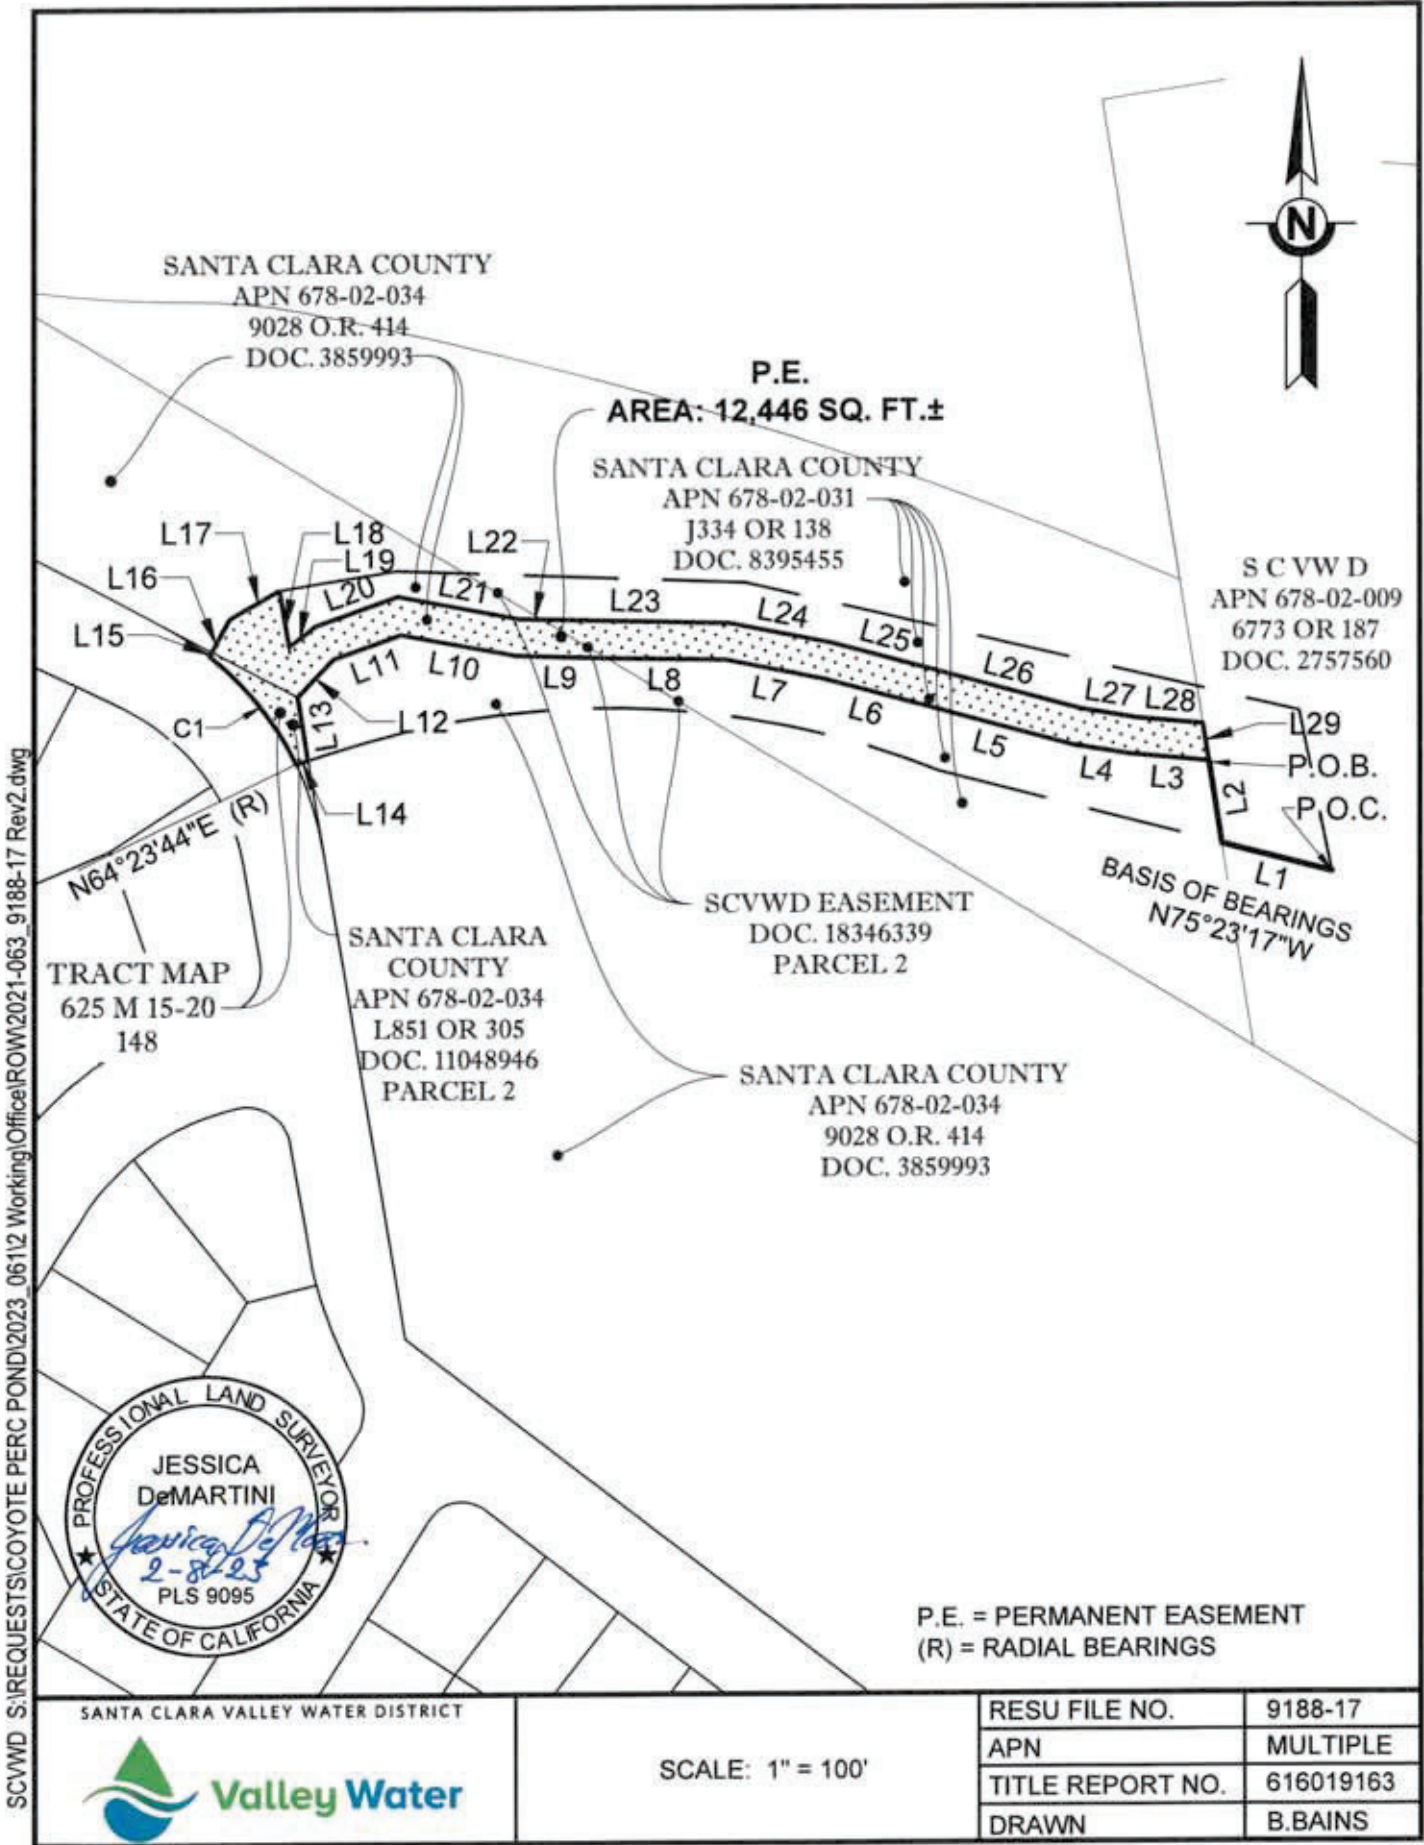 N
SANTA CLARA COUNTY
APN 678-02-034
9028 O.R. 414
DOC. 3859993
P.E.
AREA: 12,446 SQ. FT.±
SANTA CLARA COUNTY
APN 678-02-031
J334 OR 138
DOC. 8395455
S C VW D
APN 678-02-009
6773 OR 187
DOC. 2757560
L17
L18
L19
L16
L20
L21
L22
L23
L24
L25
L26
L27
L28
L29
L15
L11
L10
L9
L8
L7
L6
L5
L4
L3
L2
L1
P.O.B.
P.O.C.
C1
L13
L12
L14
N64°23'44"E (R)
BASIS OF BEARINGS
N75°23'17"W
SCVWD EASEMENT
DOC. 18346339
PARCEL 2
TRACT MAP
625 M 15-20
148
SANTA CLARA
COUNTY
APN 678-02-034
L851 OR 305
DOC. 11048946
PARCEL 2
SANTA CLARA COUNTY
APN 678-02-034
9028 O.R. 414
DOC. 3859993
PROFESSIONAL LAND SURVEYOR
JESSICA
DeMARTINI
2-8-23
PLS 9095
STATE OF CALIFORNIA
P.E. = PERMANENT EASEMENT
(R) = RADIAL BEARINGS
SCVWD S:\REQUESTS\COYOTE PERC POND\2023_061\2 Working\Office\ROW\2021-063_9188-17 Rev2.dwg
SANTA CLARA VALLEY WATER DISTRICT
Valley Water
SCALE: 1" = 100'
RESU FILE NO. 9188-17
APN MULTIPLE
TITLE REPORT NO. 616019163
DRAWN B.BAINS